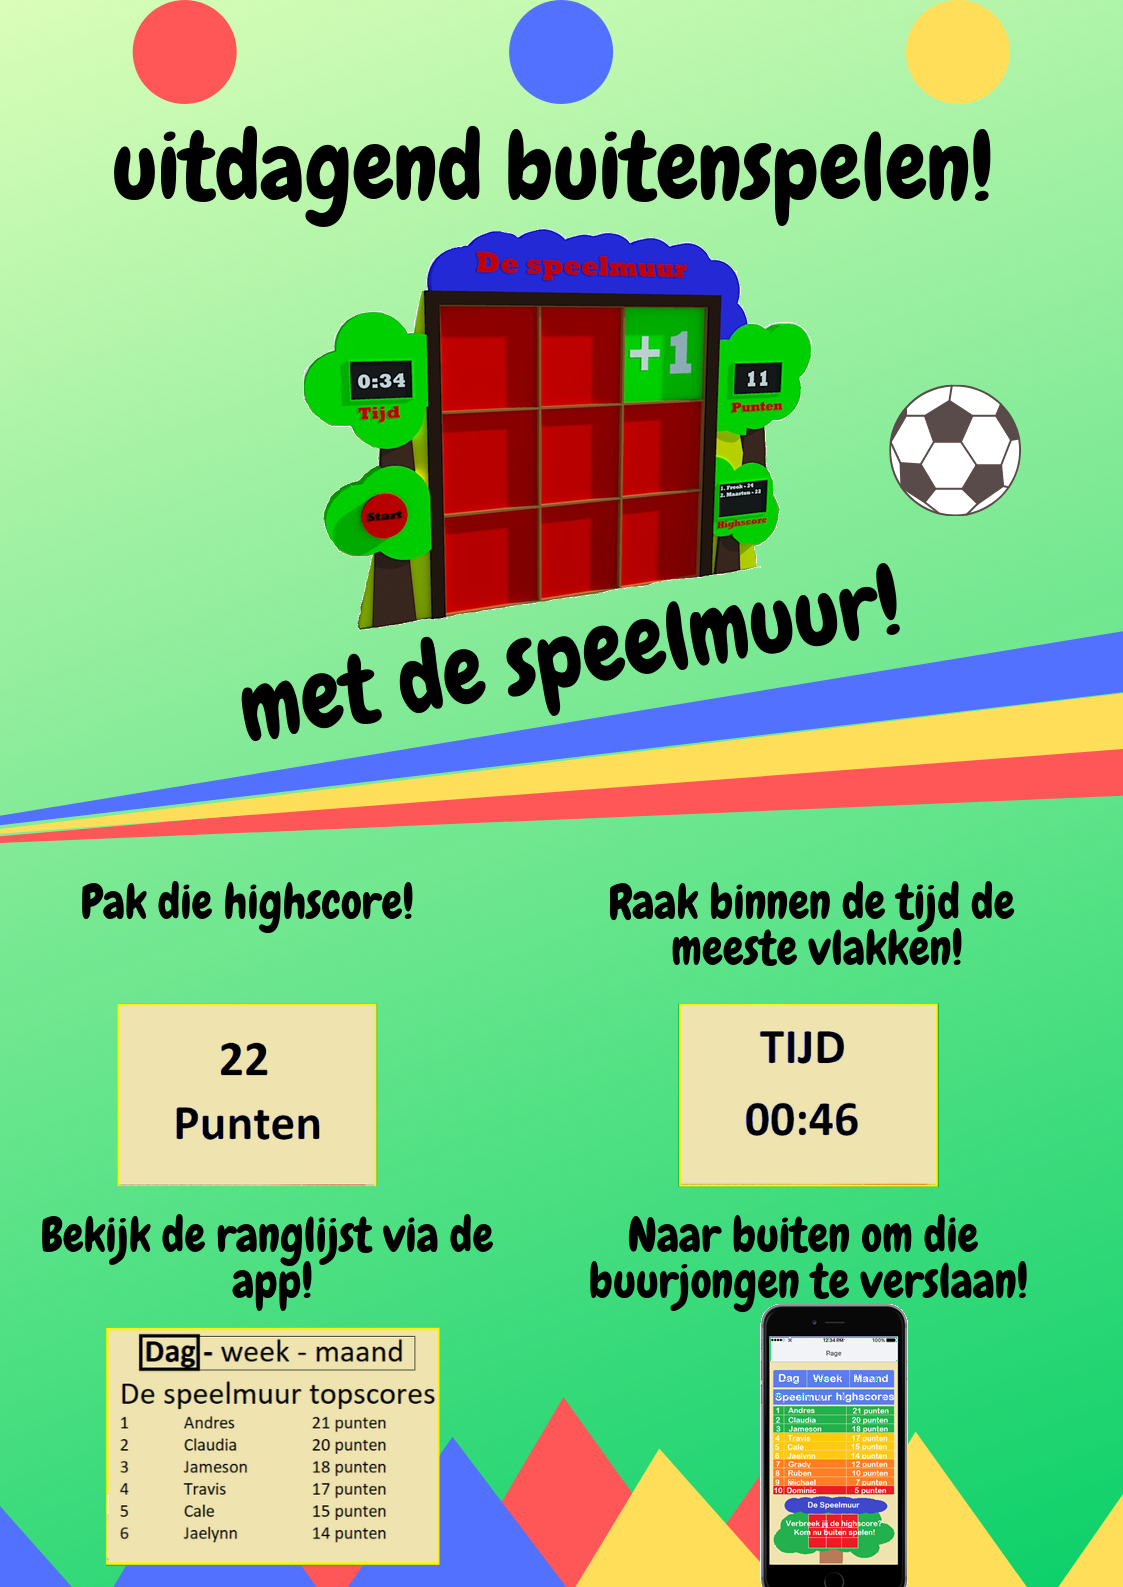 uitdagend buitenspelen!
De speelmuur
+1
0:34
Tijd
11
Punten
Start
1. Freek - 24
2. Maarten - 22
Highscore
met de speelmuur!
Pak die highscore!
Raak binnen de tijd de
meeste vlakken!
22
Punten
TIJD
00:46
Bekijk de ranglijst via de
app!
Naar buiten om die
buurjongen te verslaan!
Dag - week - maand
De speelmuur topscores
1 Andres 21 punten
2 Claudia 20 punten
3 Jameson 18 punten
4 Travis 17 punten
5 Cale 15 punten
6 Jaelynn 14 punten
12:34 PM 100%
Page
Dag Week Maand
Speelmuur highscores
1 Andres 21 punten
2 Claudia 20 punten
3 Jameson 18 punten
4 Travis 17 punten
5 Cale 15 punten
6 Jaelynn 14 punten
7 Grady 12 punten
8 Ruben 10 punten
9 Michael 7 punten
10 Dominic 5 punten
De Speelmuur
Verbreek jij de highscore?
Kom nu buiten spelen!